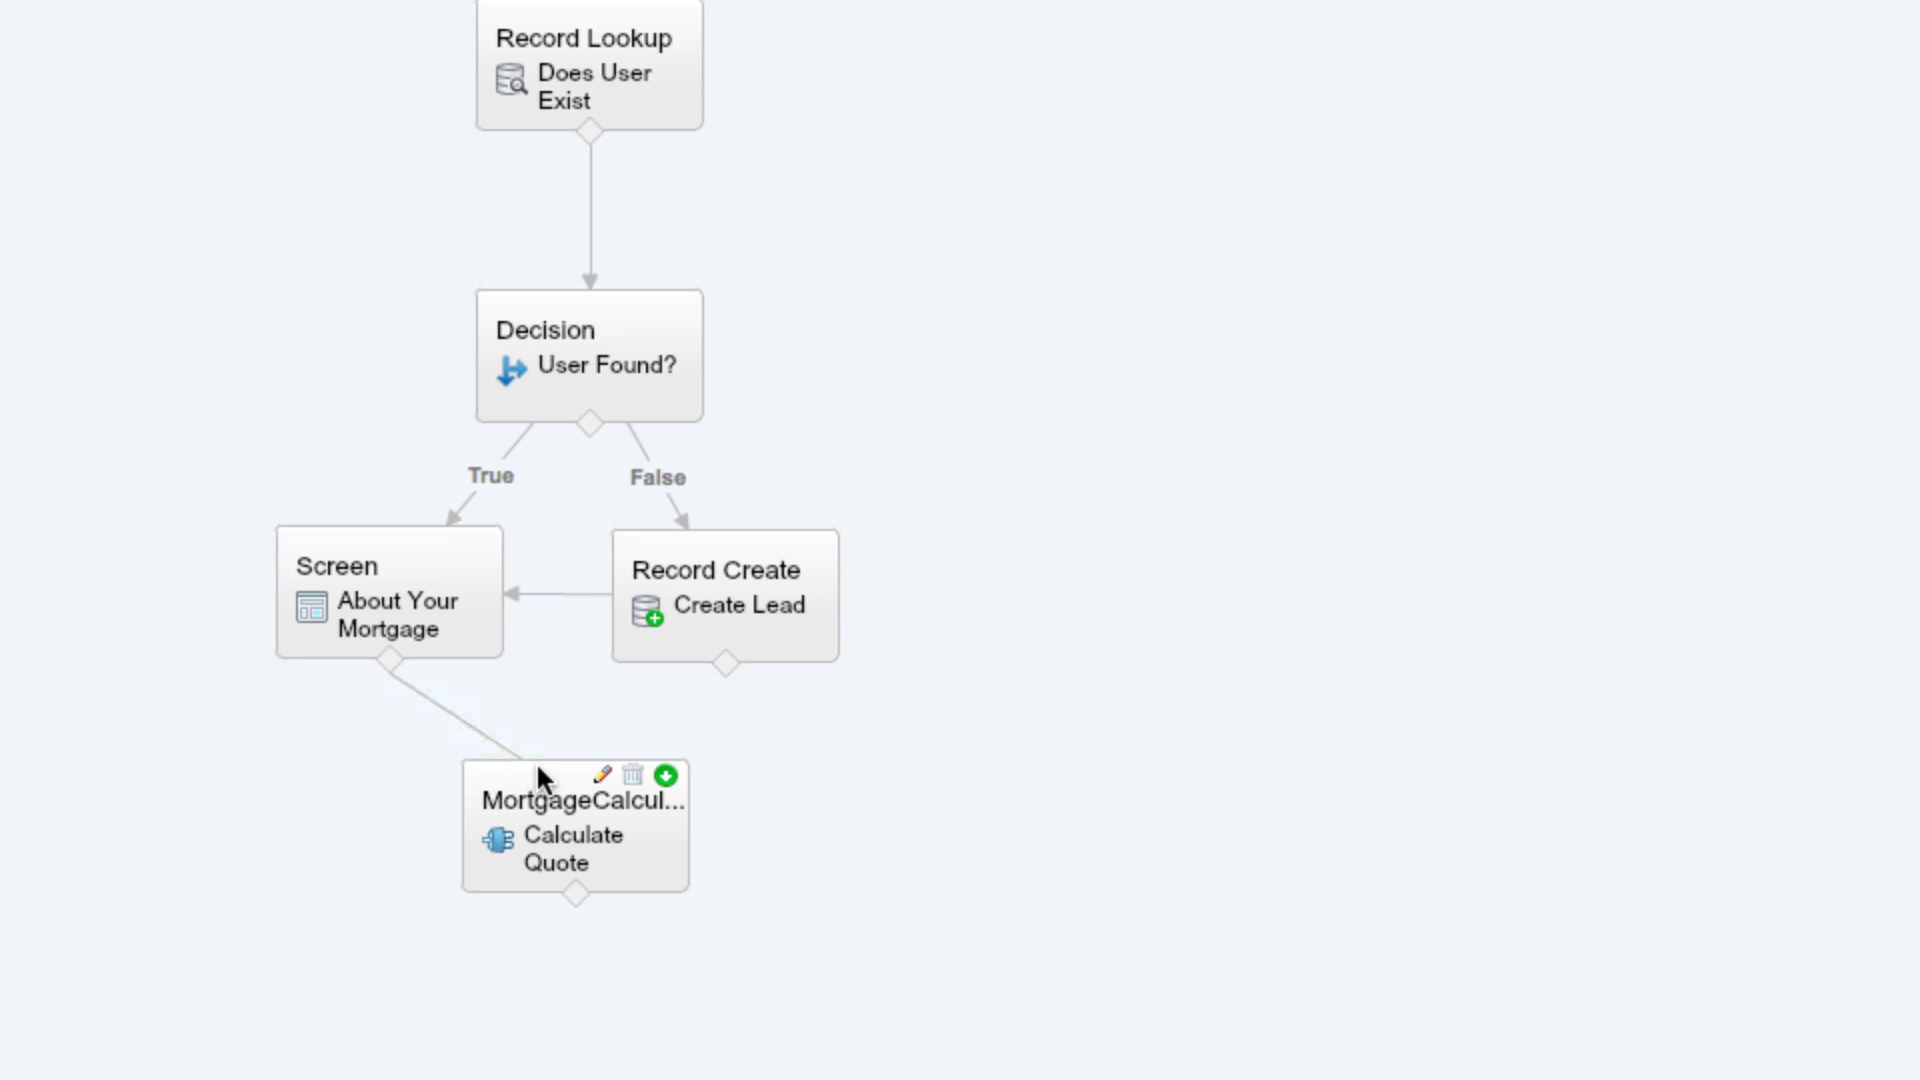 Record Lookup
Does User
Exist
Decision
User Found?
True
False
Screen
About Your
Mortgage
Record Create
Create Lead
MortgageCalcul...
Calculate
Quote